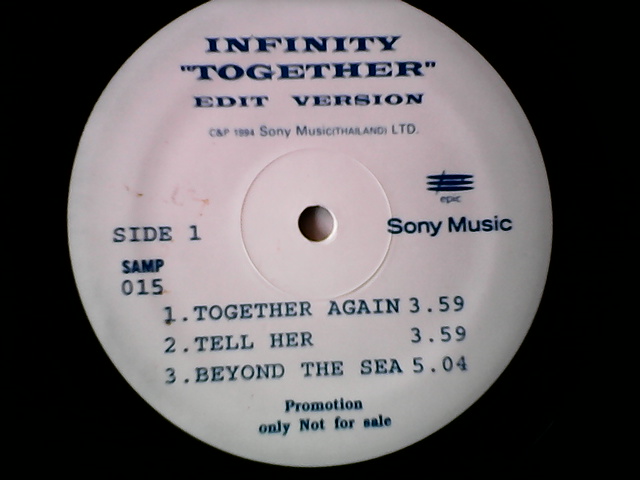 INFINITY
"TOGETHER"
EDIT VERSION
C&P 1994 Sony Music(THAILAND) LTD.
epic
Sony Music
SIDE 1
SAMP
015
1.TOGETHER AGAIN 3.59
2.TELL HER 3.59
3.BEYOND THE SEA 5.04
Promotion
only Not for sale